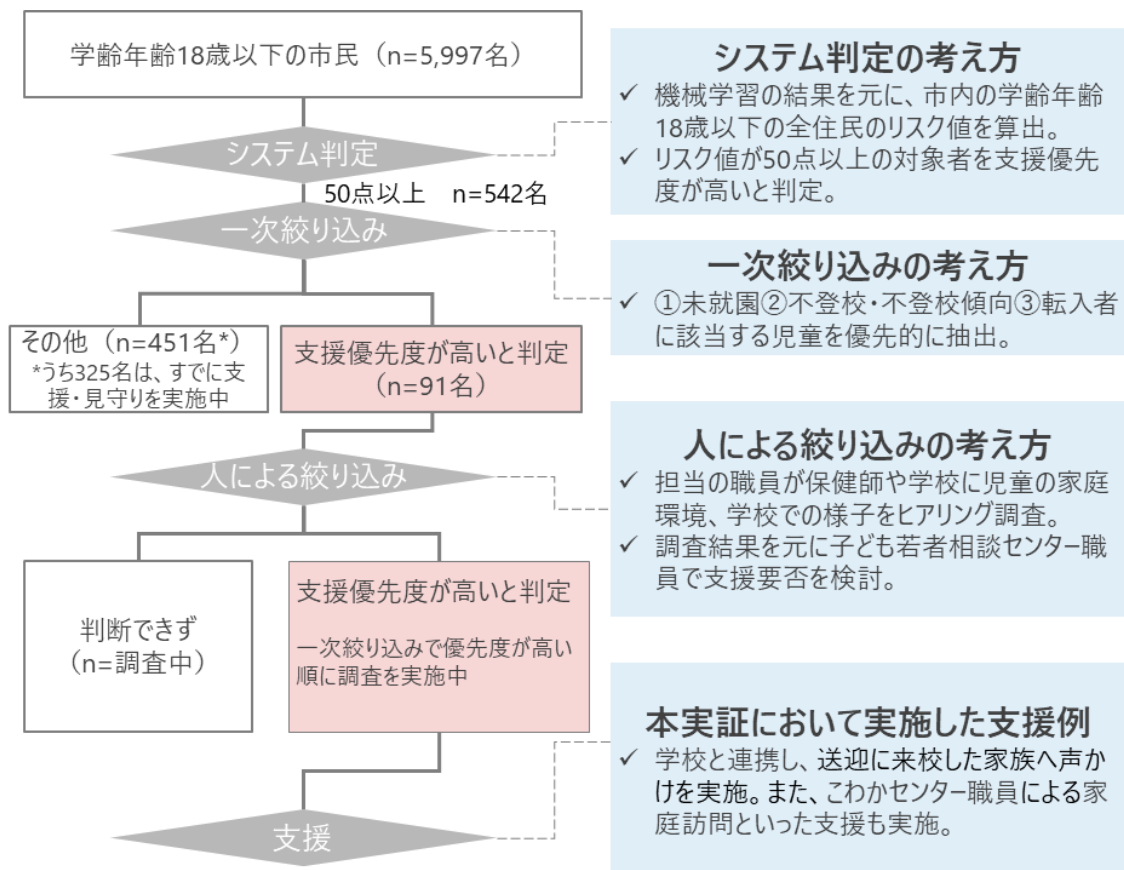 学齢年齢18歳以下の市民（n=5,997名）
システム判定
50点以上　n=542名
一次絞り込み
その他（n=451名*）
*うち325名は、すでに支
援・見守りを実施中
支援優先度が高いと判定
（n=91名）
人による絞り込み
判断できず
（n=調査中）
支援優先度が高いと判定
一次絞り込みで優先度が高い
順に調査を実施中
支援
システム判定の考え方
✓ 機械学習の結果を元に、市内の学齢年齢
18歳以下の全住民のリスク値を算出。
✓ リスク値が50点以上の対象者を支援優先
度が高いと判定。
一次絞り込みの考え方
✓ ①未就園②不登校・不登校傾向③転入者
に該当する児童を優先的に抽出。
人による絞り込みの考え方
✓ 担当の職員が保健師や学校に児童の家庭
環境、学校での様子をヒアリング調査。
✓ 調査結果を元に子ども若者相談センター職
員で支援要否を検討。
本実証において実施した支援例
✓ 学校と連携し、送迎に来校した家族へ声か
けを実施。また、こわかセンター職員による家
庭訪問といった支援も実施。